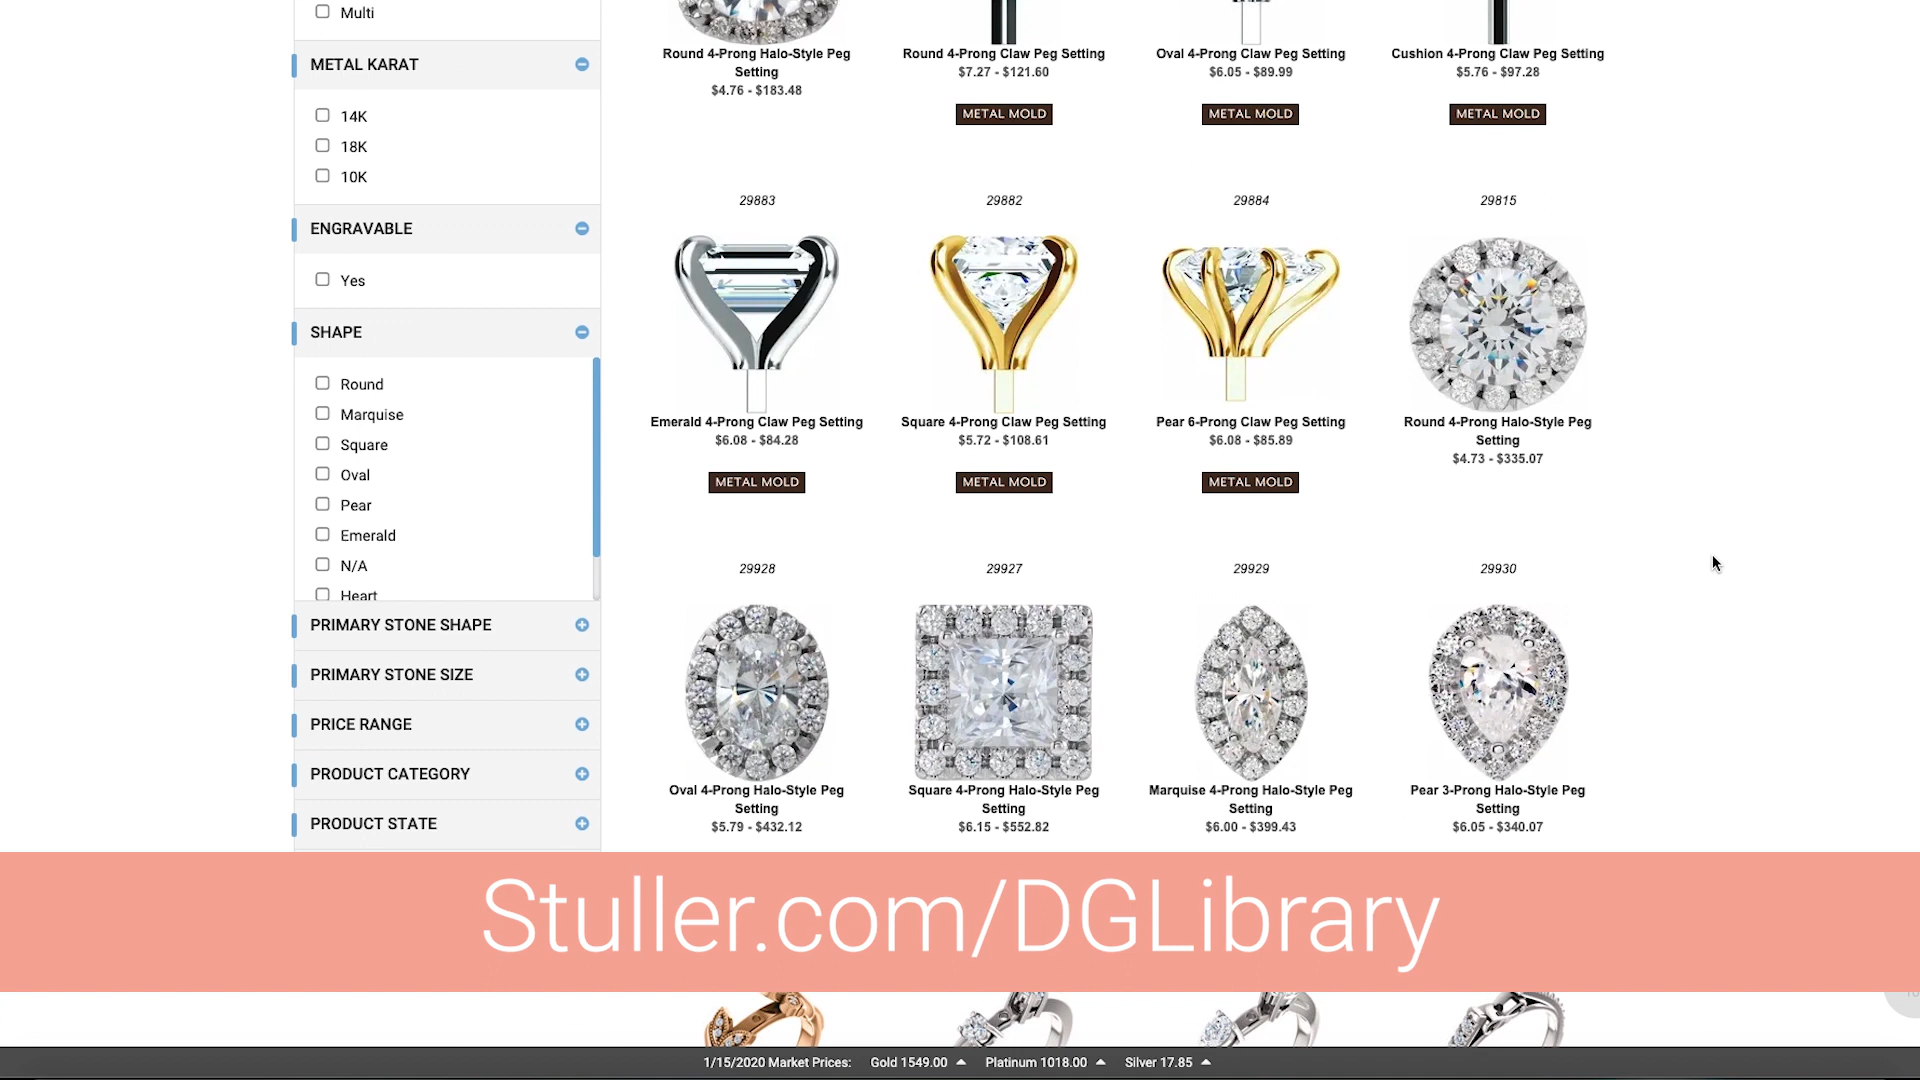 Multi
METAL KARAT
14K
18K
10K
ENGRAVABLE
Yes
SHAPE
Round
Marquise
Square
Oval
Pear
Emerald
N/A
Heart
PRIMARY STONE SHAPE
PRIMARY STONE SIZE
PRICE RANGE
PRODUCT CATEGORY
PRODUCT STATE
Round 4-Prong Halo-Style Peg
Setting
$4.76 - $183.48
Round 4-Prong Claw Peg Setting
$7.27 - $121.60
METAL MOLD
Oval 4-Prong Claw Peg Setting
$6.05 - $89.99
METAL MOLD
Cushion 4-Prong Claw Peg Setting
$5.76 - $97.28
METAL MOLD
29883
Emerald 4-Prong Claw Peg Setting
$6.08 - $84.28
METAL MOLD
29882
Square 4-Prong Claw Peg Setting
$5.72 - $108.61
METAL MOLD
29884
Pear 6-Prong Claw Peg Setting
$6.08 - $85.89
METAL MOLD
29815
Round 4-Prong Halo-Style Peg
Setting
$4.73 - $335.07
29928
Oval 4-Prong Halo-Style Peg
Setting
$5.79 - $432.12
29927
Square 4-Prong Halo-Style Peg
Setting
$6.15 - $552.82
29929
Marquise 4-Prong Halo-Style Peg
Setting
$6.00 - $399.43
29930
Pear 3-Prong Halo-Style Peg
Setting
$6.05 - $340.07
Stuller.com/DGLibrary
1/15/2020 Market Prices: Gold 1549.00 Platinum 1018.00 Silver 17.85